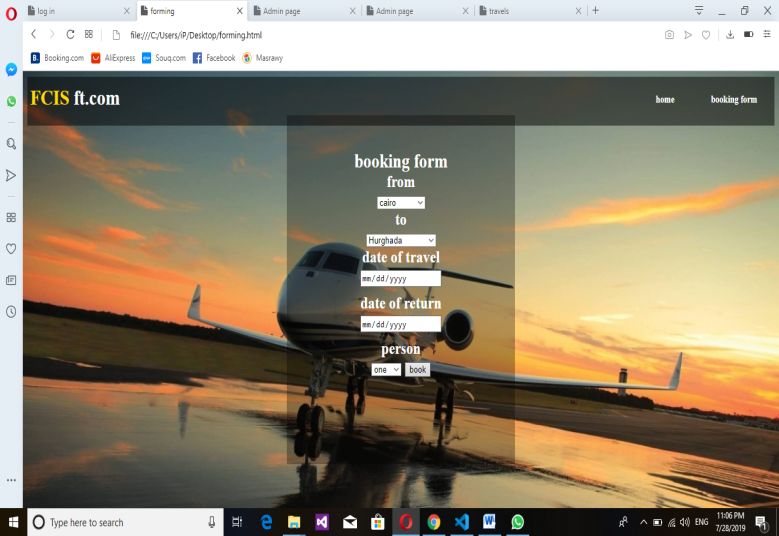 log in
forming
Admin page
Admin page
travels
file:///C:/Users/iP/Desktop/forming.html
Booking.com
AliExpress
Souq.com
Facebook
Masrawy
FCIS ft.com
home
booking form
booking form
from
cairo
to
Hurghada
date of travel
mm/dd/yyyy
date of return
mm/dd/yyyy
person
one
book
Type here to search
ENG
11:06 PM
7/28/2019